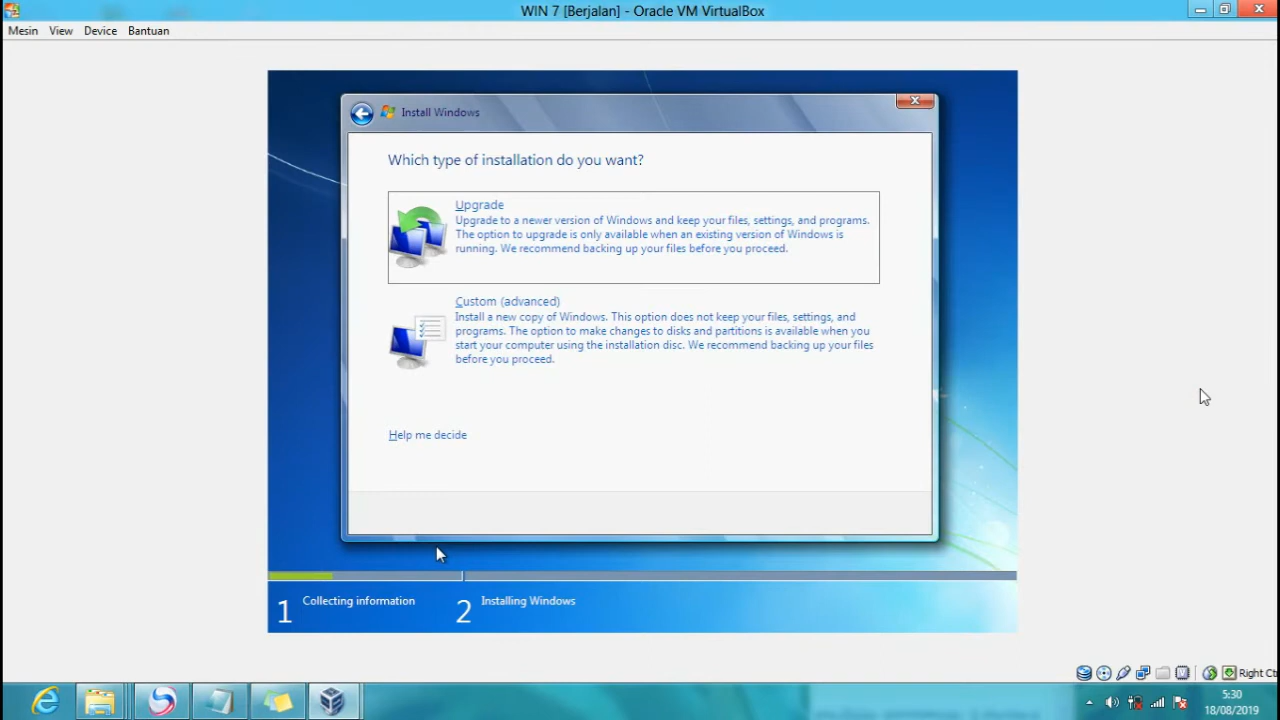 WIN 7 [Berjalan] - Oracle VM VirtualBox
Mesin View Device Bantuan
Install Windows
Which type of installation do you want?
Upgrade
Upgrade to a newer version of Windows and keep your files, settings, and programs.
The option to upgrade is only available when an existing version of Windows is
running. We recommend backing up your files before you proceed.
Custom (advanced)
Install a new copy of Windows. This option does not keep your files, settings, and
programs. The option to make changes to disks and partitions is available when you
start your computer using the installation disc. We recommend backing up your files
before you proceed.
Help me decide
1 Collecting information 2 Installing Windows
Right Ct
5:30
18/08/2019